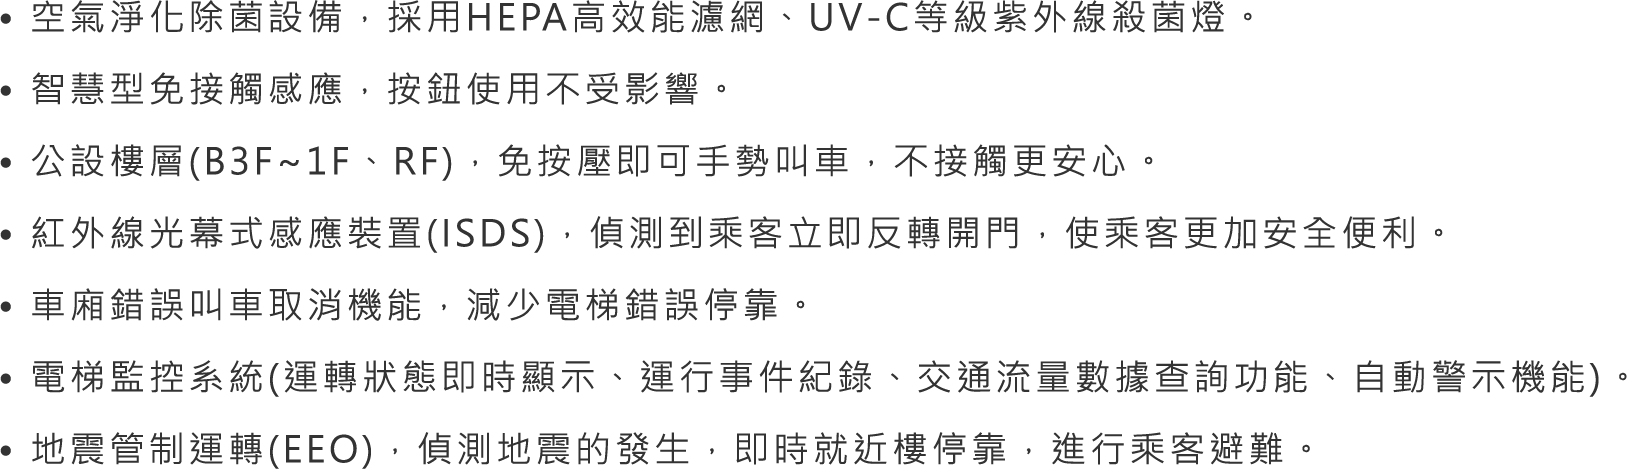 • 空氣淨化除菌設備，採用HEPA高效能濾網、UV-C等級紫外線殺菌燈。
• 智慧型免接觸感應，按鈕使用不受影響。
• 公設樓層(B3F~1F、RF)，免按壓即可手勢叫車，不接觸更安心。
• 紅外線光幕式感應裝置(ISDS)，偵測到乘客立即反轉開門，使乘客更加安全便利。
• 車廂錯誤叫車取消機能，減少電梯錯誤停靠。
• 電梯監控系統(運轉狀態即時顯示、運行事件紀錄、交通流量數據查詢功能、自動警示機能)。
• 地震管制運轉(EEO)，偵測地震的發生，即時就近樓停靠，進行乘客避難。